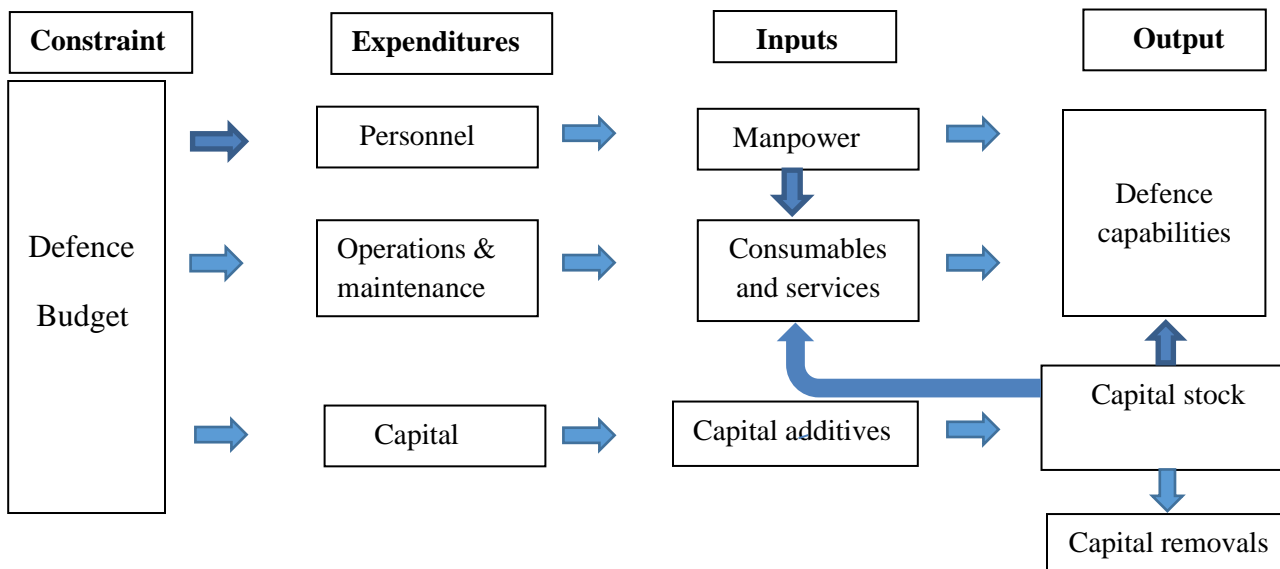 Constraint
Expenditures
Inputs
Output
Defence
Budget
Personnel
Manpower
Defence
capabilities
Operations &
maintenance
Consumables
and services
Capital
Capital additives
Capital stock
Capital removals